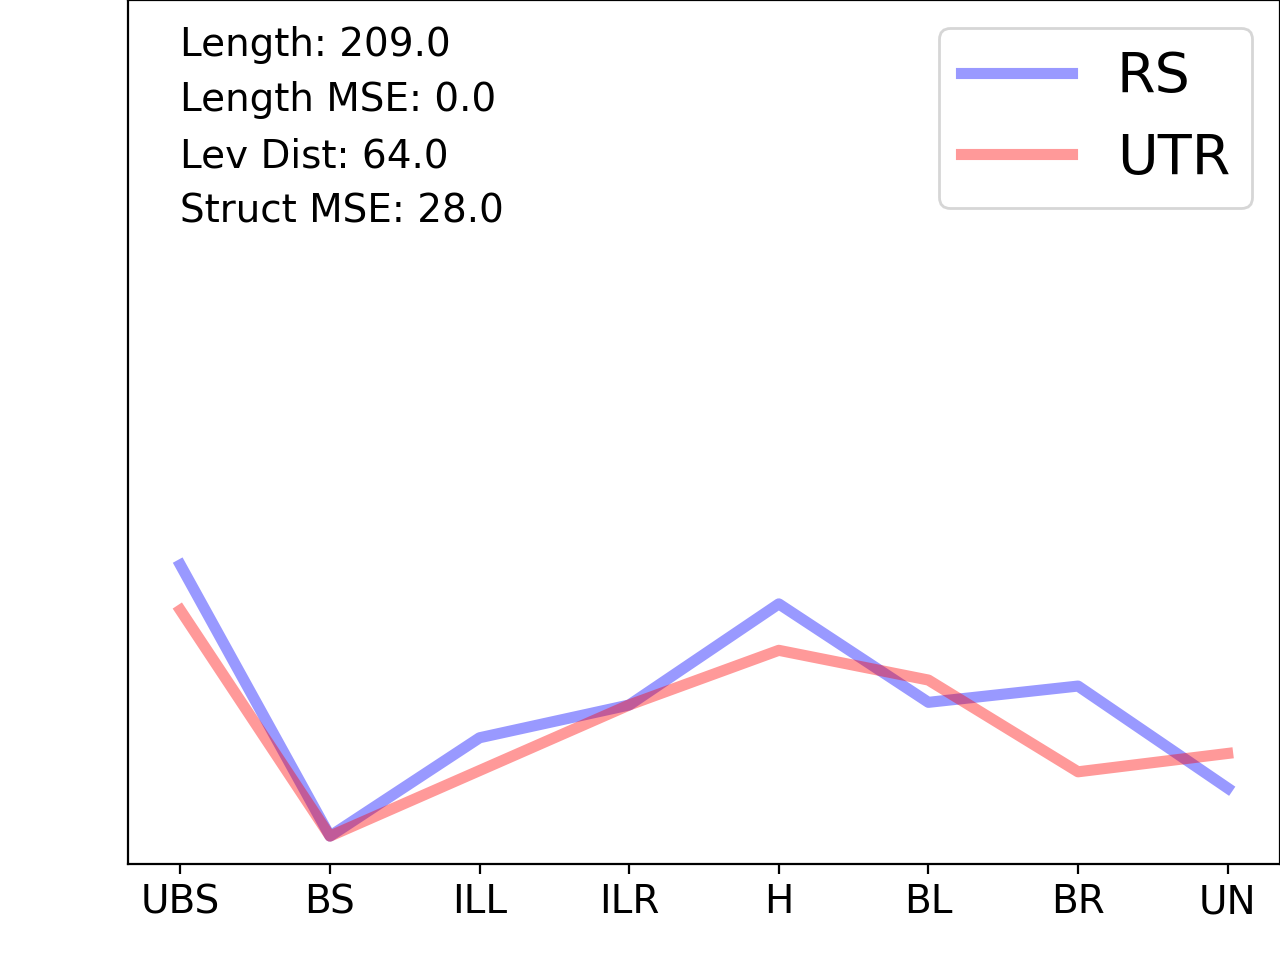 Length: 209.0
Length MSE: 0.0
Lev Dist: 64.0
Struct MSE: 28.0
RS
UTR
UBS BS ILL ILR H BL BR UN